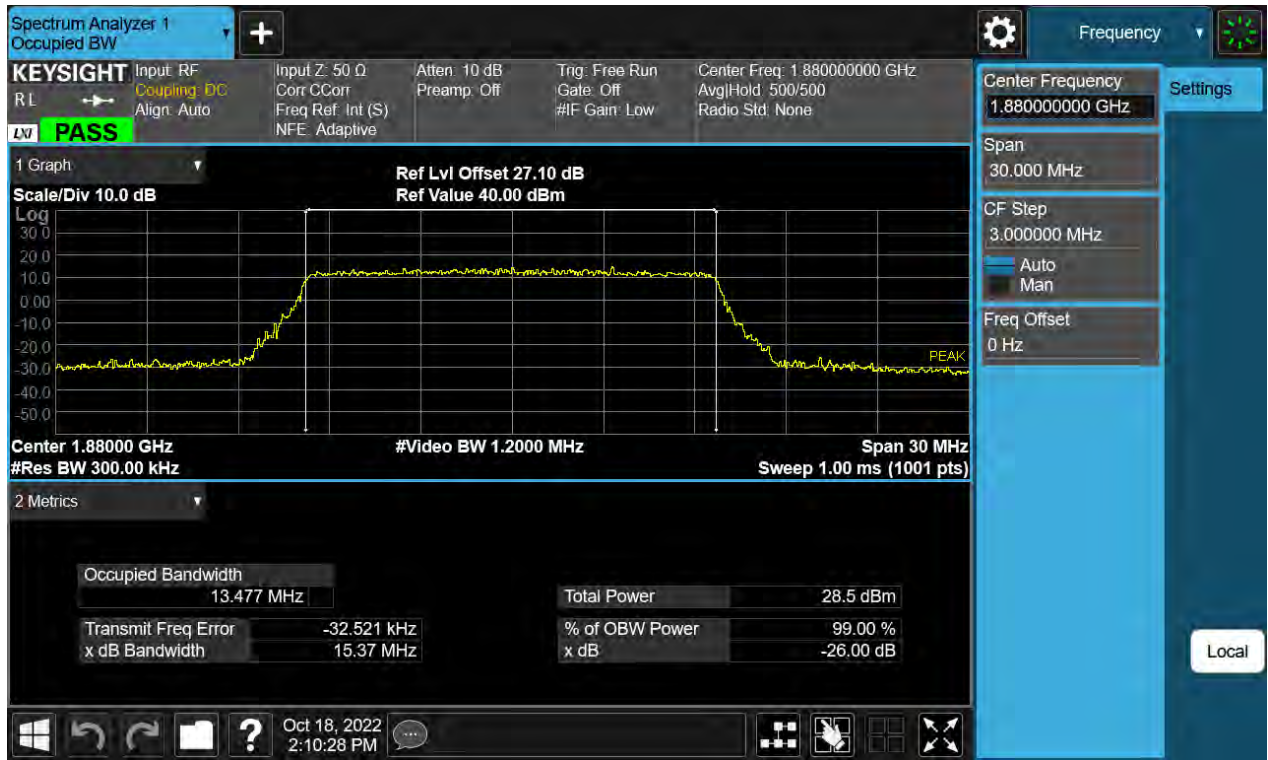 Spectrum Analyzer 1
Occupied BW
+
Frequency
KEYSIGHT
RL
LXI
PASS
Input: RF
Coupling: DC
Align: Auto
Input Z: 50 Ω
Corr CCorr
Freq Ref: Int (S)
NFE: Adaptive
Atten: 10 dB
Preamp: Off
Trig: Free Run
Gate: Off
#IF Gain: Low
Center Freq: 1.880000000 GHz
Avg|Hold: 500/500
Radio Std: None
Center Frequency
1.880000000 GHz
Settings
Span
30.000 MHz
CF Step
3.000000 MHz
Auto
Man
Freq Offset
0 Hz
Local
1 Graph
Scale/Div 10.0 dB
Ref Lvl Offset 27.10 dB
Ref Value 40.00 dBm
Log
30.0
20.0
10.0
0.00
-10.0
-20.0
-30.0
-40.0
-50.0
PEAK
Center 1.88000 GHz
#Video BW 1.2000 MHz
Span 30 MHz
#Res BW 300.00 kHz
Sweep 1.00 ms (1001 pts)
2 Metrics
Occupied Bandwidth
13.477 MHz
Transmit Freq Error -32.521 kHz
x dB Bandwidth 15.37 MHz
Total Power 28.5 dBm
% of OBW Power 99.00 %
x dB -26.00 dB
?
Oct 18, 2022
2:10:28 PM